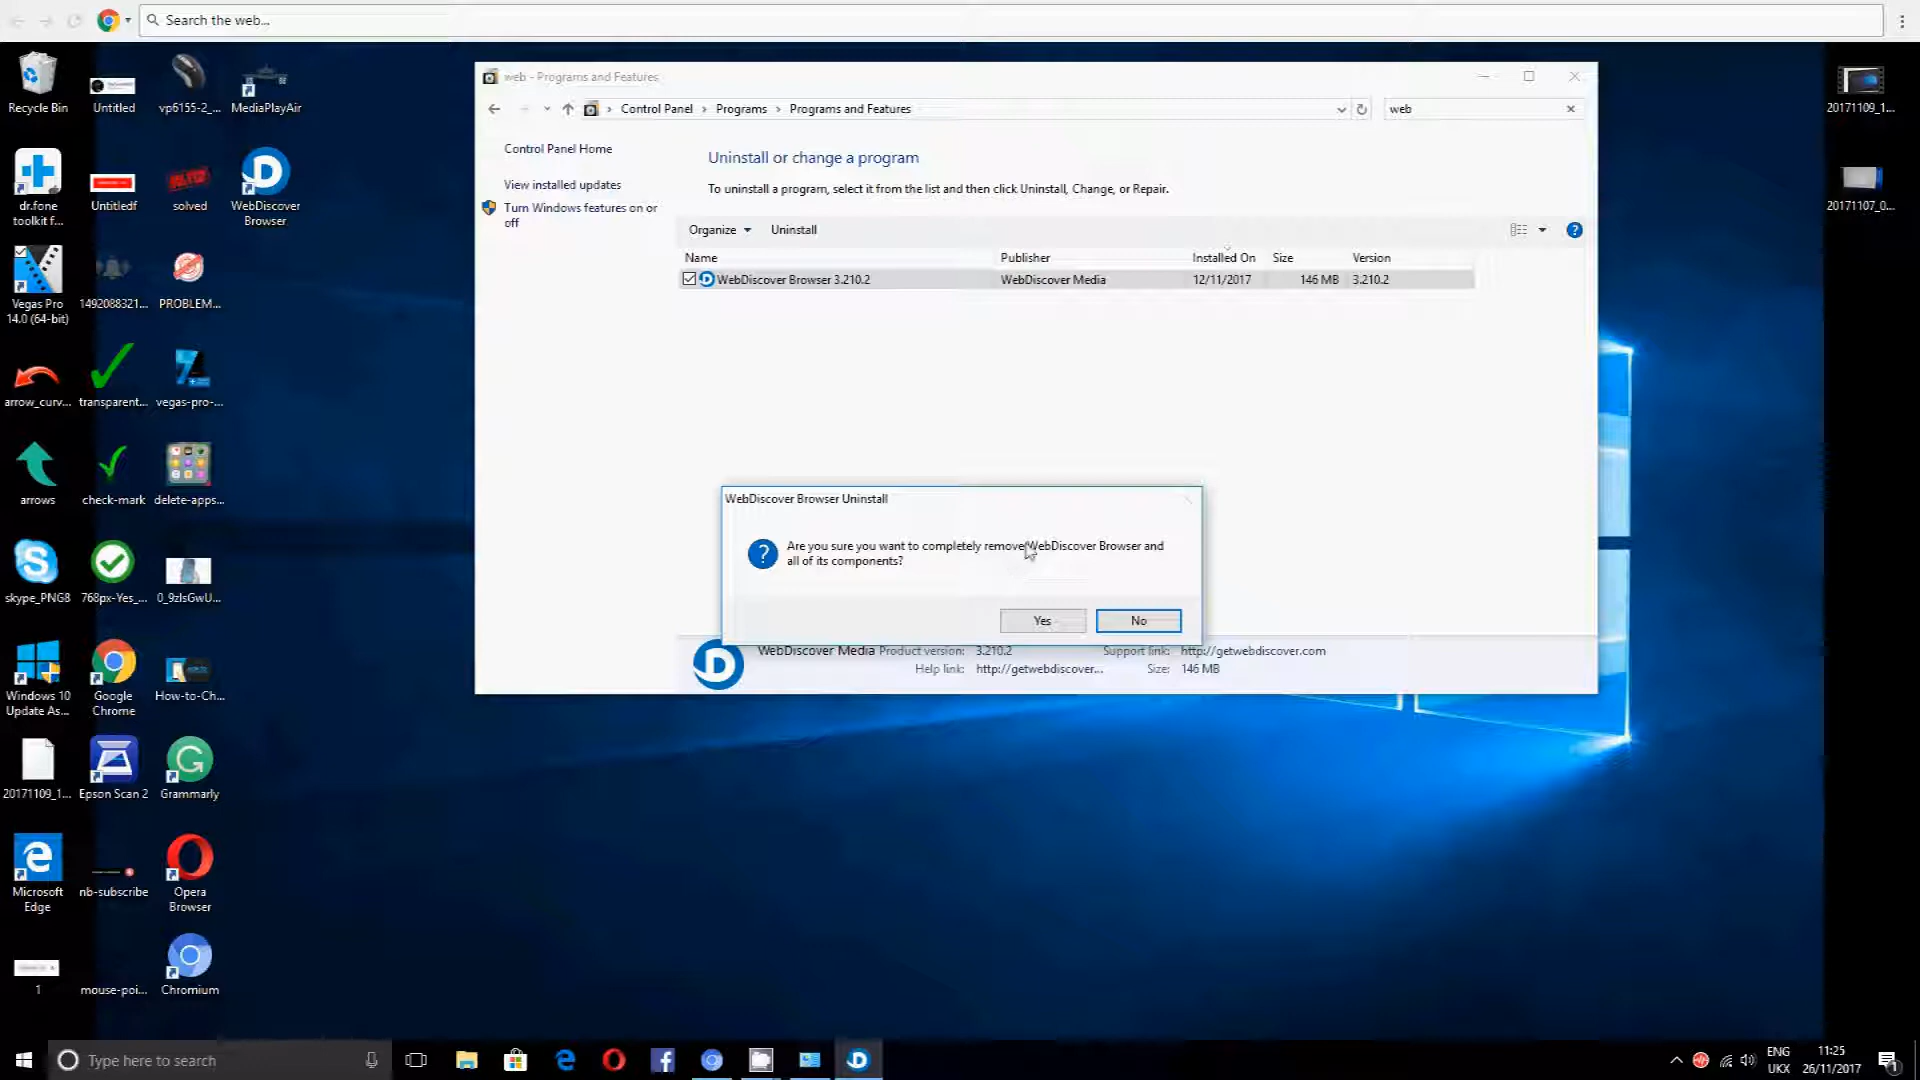 Search the web...
Recycle Bin
Untitled
vp6155-2_...
MediaPlayAir
dr.fone
toolkit f...
Untitledf
solved
WebDiscover
Browser
Vegas Pro
14.0 (64-bit)
1492088321...
PROBLEM...
arrow_curv...
transparent...
vegas-pro-...
arrows
check-mark
delete-apps...
skype_PNG8
768px-Yes_...
0_9zIsGwU...
Windows 10
Update As...
Google
Chrome
How-to-Ch...
20171109_1...
Epson Scan 2
Grammarly
Microsoft
Edge
nb-subscribe
Opera
Browser
1
mouse-poi...
Chromium
web - Programs and Features
Control Panel
Programs
Programs and Features
web
Control Panel Home
View installed updates
Turn Windows features on or
off
Uninstall or change a program
To uninstall a program, select it from the list and then click Uninstall, Change, or Repair.
Organize
Uninstall
Name
Publisher
Installed On
Size
Version
WebDiscover Browser 3.210.2
WebDiscover Media
12/11/2017
146 MB
3.210.2
WebDiscover Browser Uninstall
Are you sure you want to completely remove WebDiscover Browser and
all of its components?
Yes
No
WebDiscover Media
Product version: 3.210.2
Support link: http://getwebdiscover.com
Help link: http://getwebdiscover...
Size: 146 MB
20171109_1...
20171107_0...
Type here to search
ENG
UKX
11:25
26/11/2017